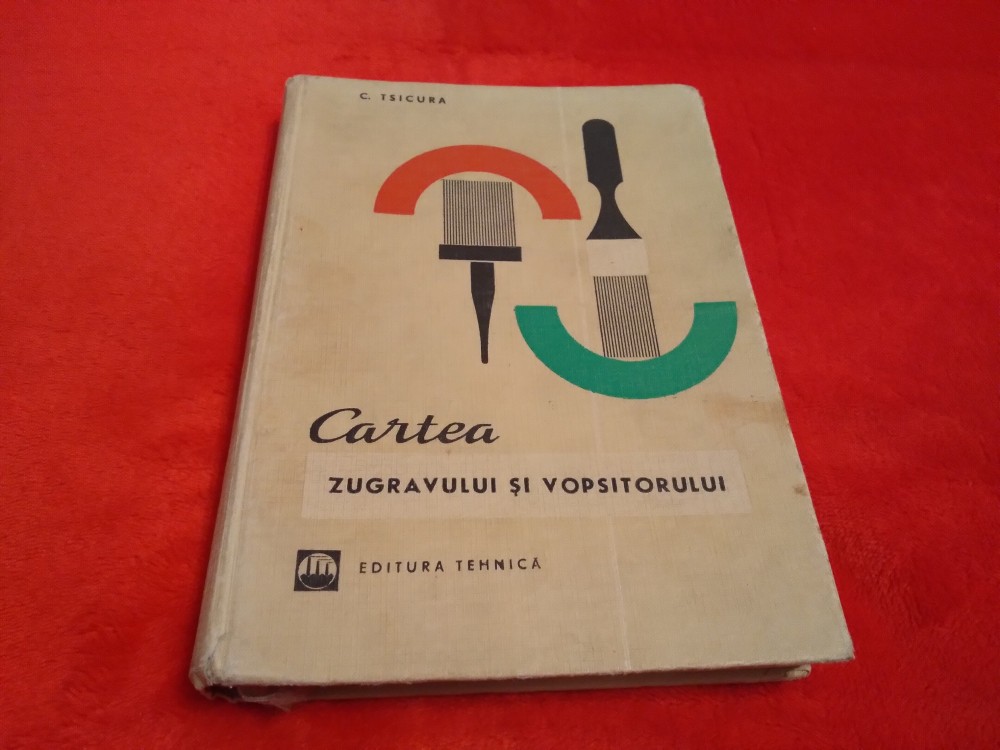 C. TSICURA
Cartea
ZUGRAVULUI ȘI VOPSITORULUI
EDITURA TEHNICĂ